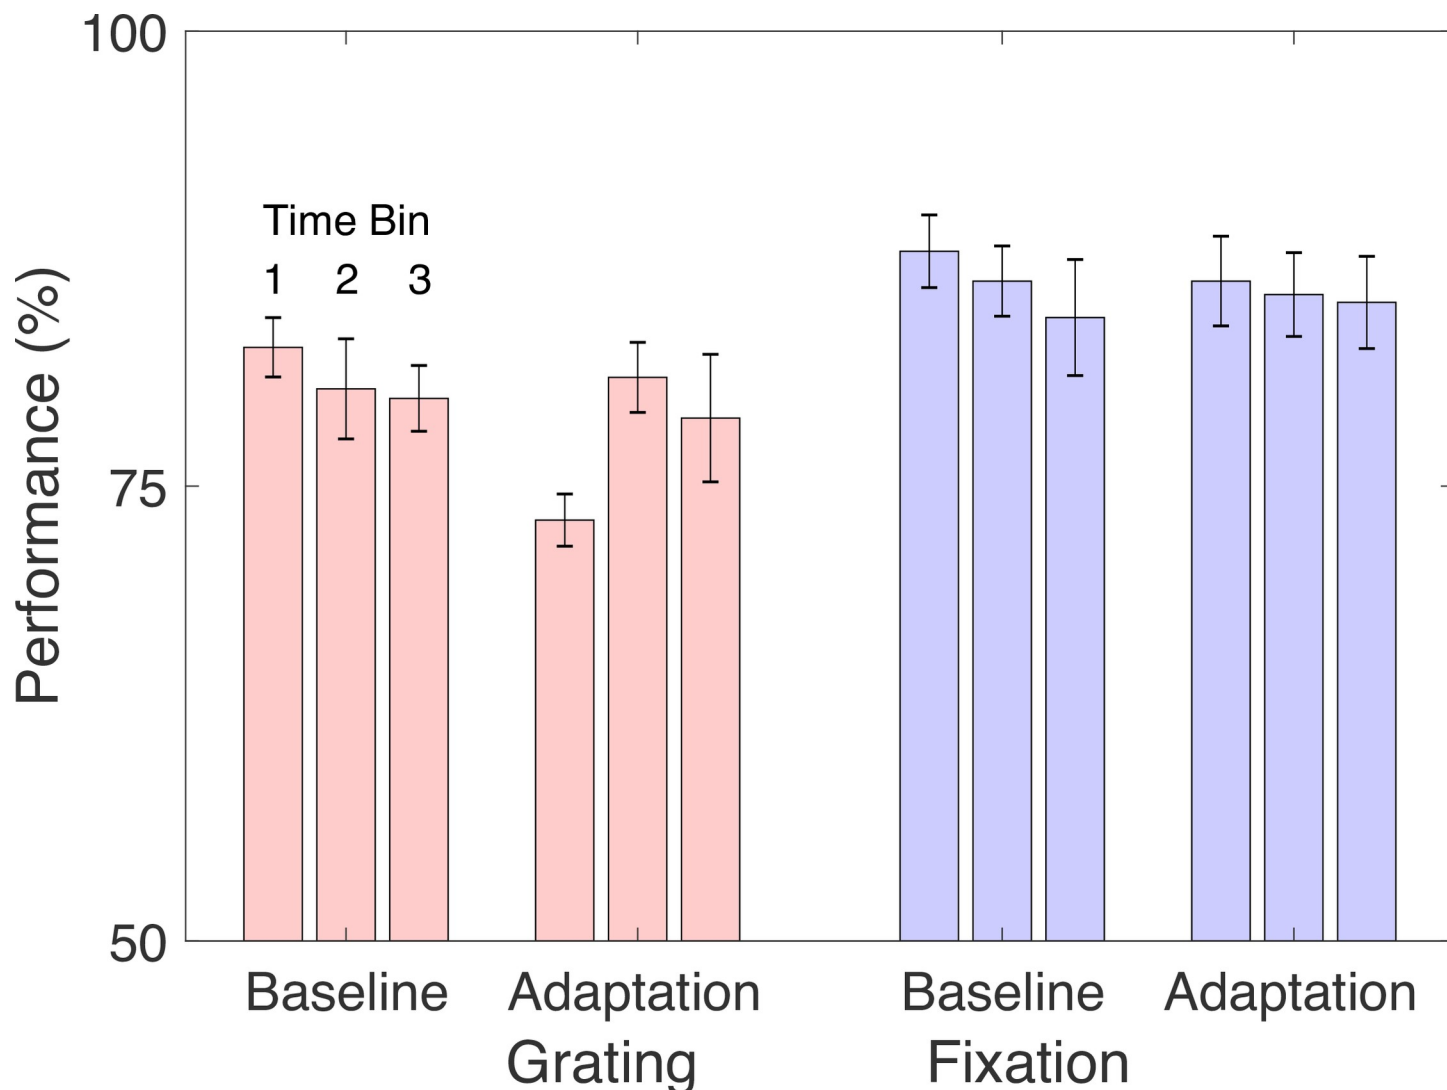 100
75
50
Performance (%)
Time Bin
1 2 3
Baseline Adaptation Baseline Adaptation
Grating Fixation